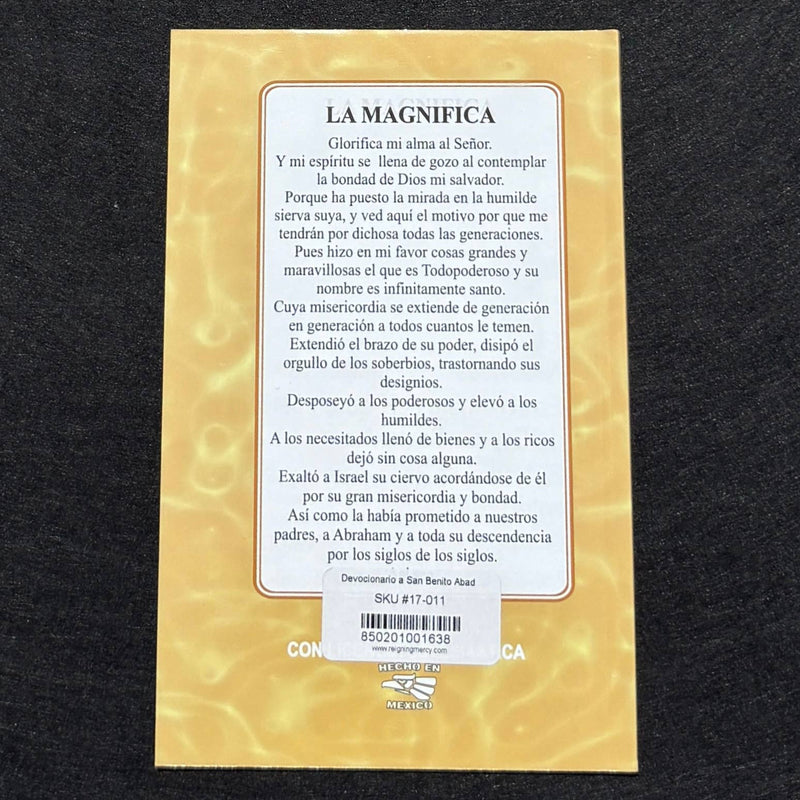 LA MAGNIFICA
Glorifica mi alma al Señor.
Y mi espíritu se llena de gozo al contemplar
la bondad de Dios mi salvador.
Porque ha puesto la mirada en la humilde
sierva suya, y ved aquí el motivo por que me
tendrán por dichosa todas las generaciones.
Pues hizo en mi favor cosas grandes y
maravillosas el que es Todopoderoso y su
nombre es infinitamente santo.
Cuya misericordia se extiende de generación
en generación a todos cuantos le temen.
Extendió el brazo de su poder, disipó el
orgullo de los soberbios, trastornando sus
designios.
Desposeyó a los poderosos y elevó a los
humildes.
A los necesitados llenó de bienes y a los ricos
dejó sin cosa alguna.
Exaltó a Israel su ciervo acordándose de él
por su gran misericordia y bondad.
Así como la había prometido a nuestros
padres, a Abraham y a toda su descendencia
por los siglos de los siglos.
Devocionario a San Benito Abad
SKU #17-011
850201001638
www.reigningmercy.com
CON
HECHO EN
MEXICO